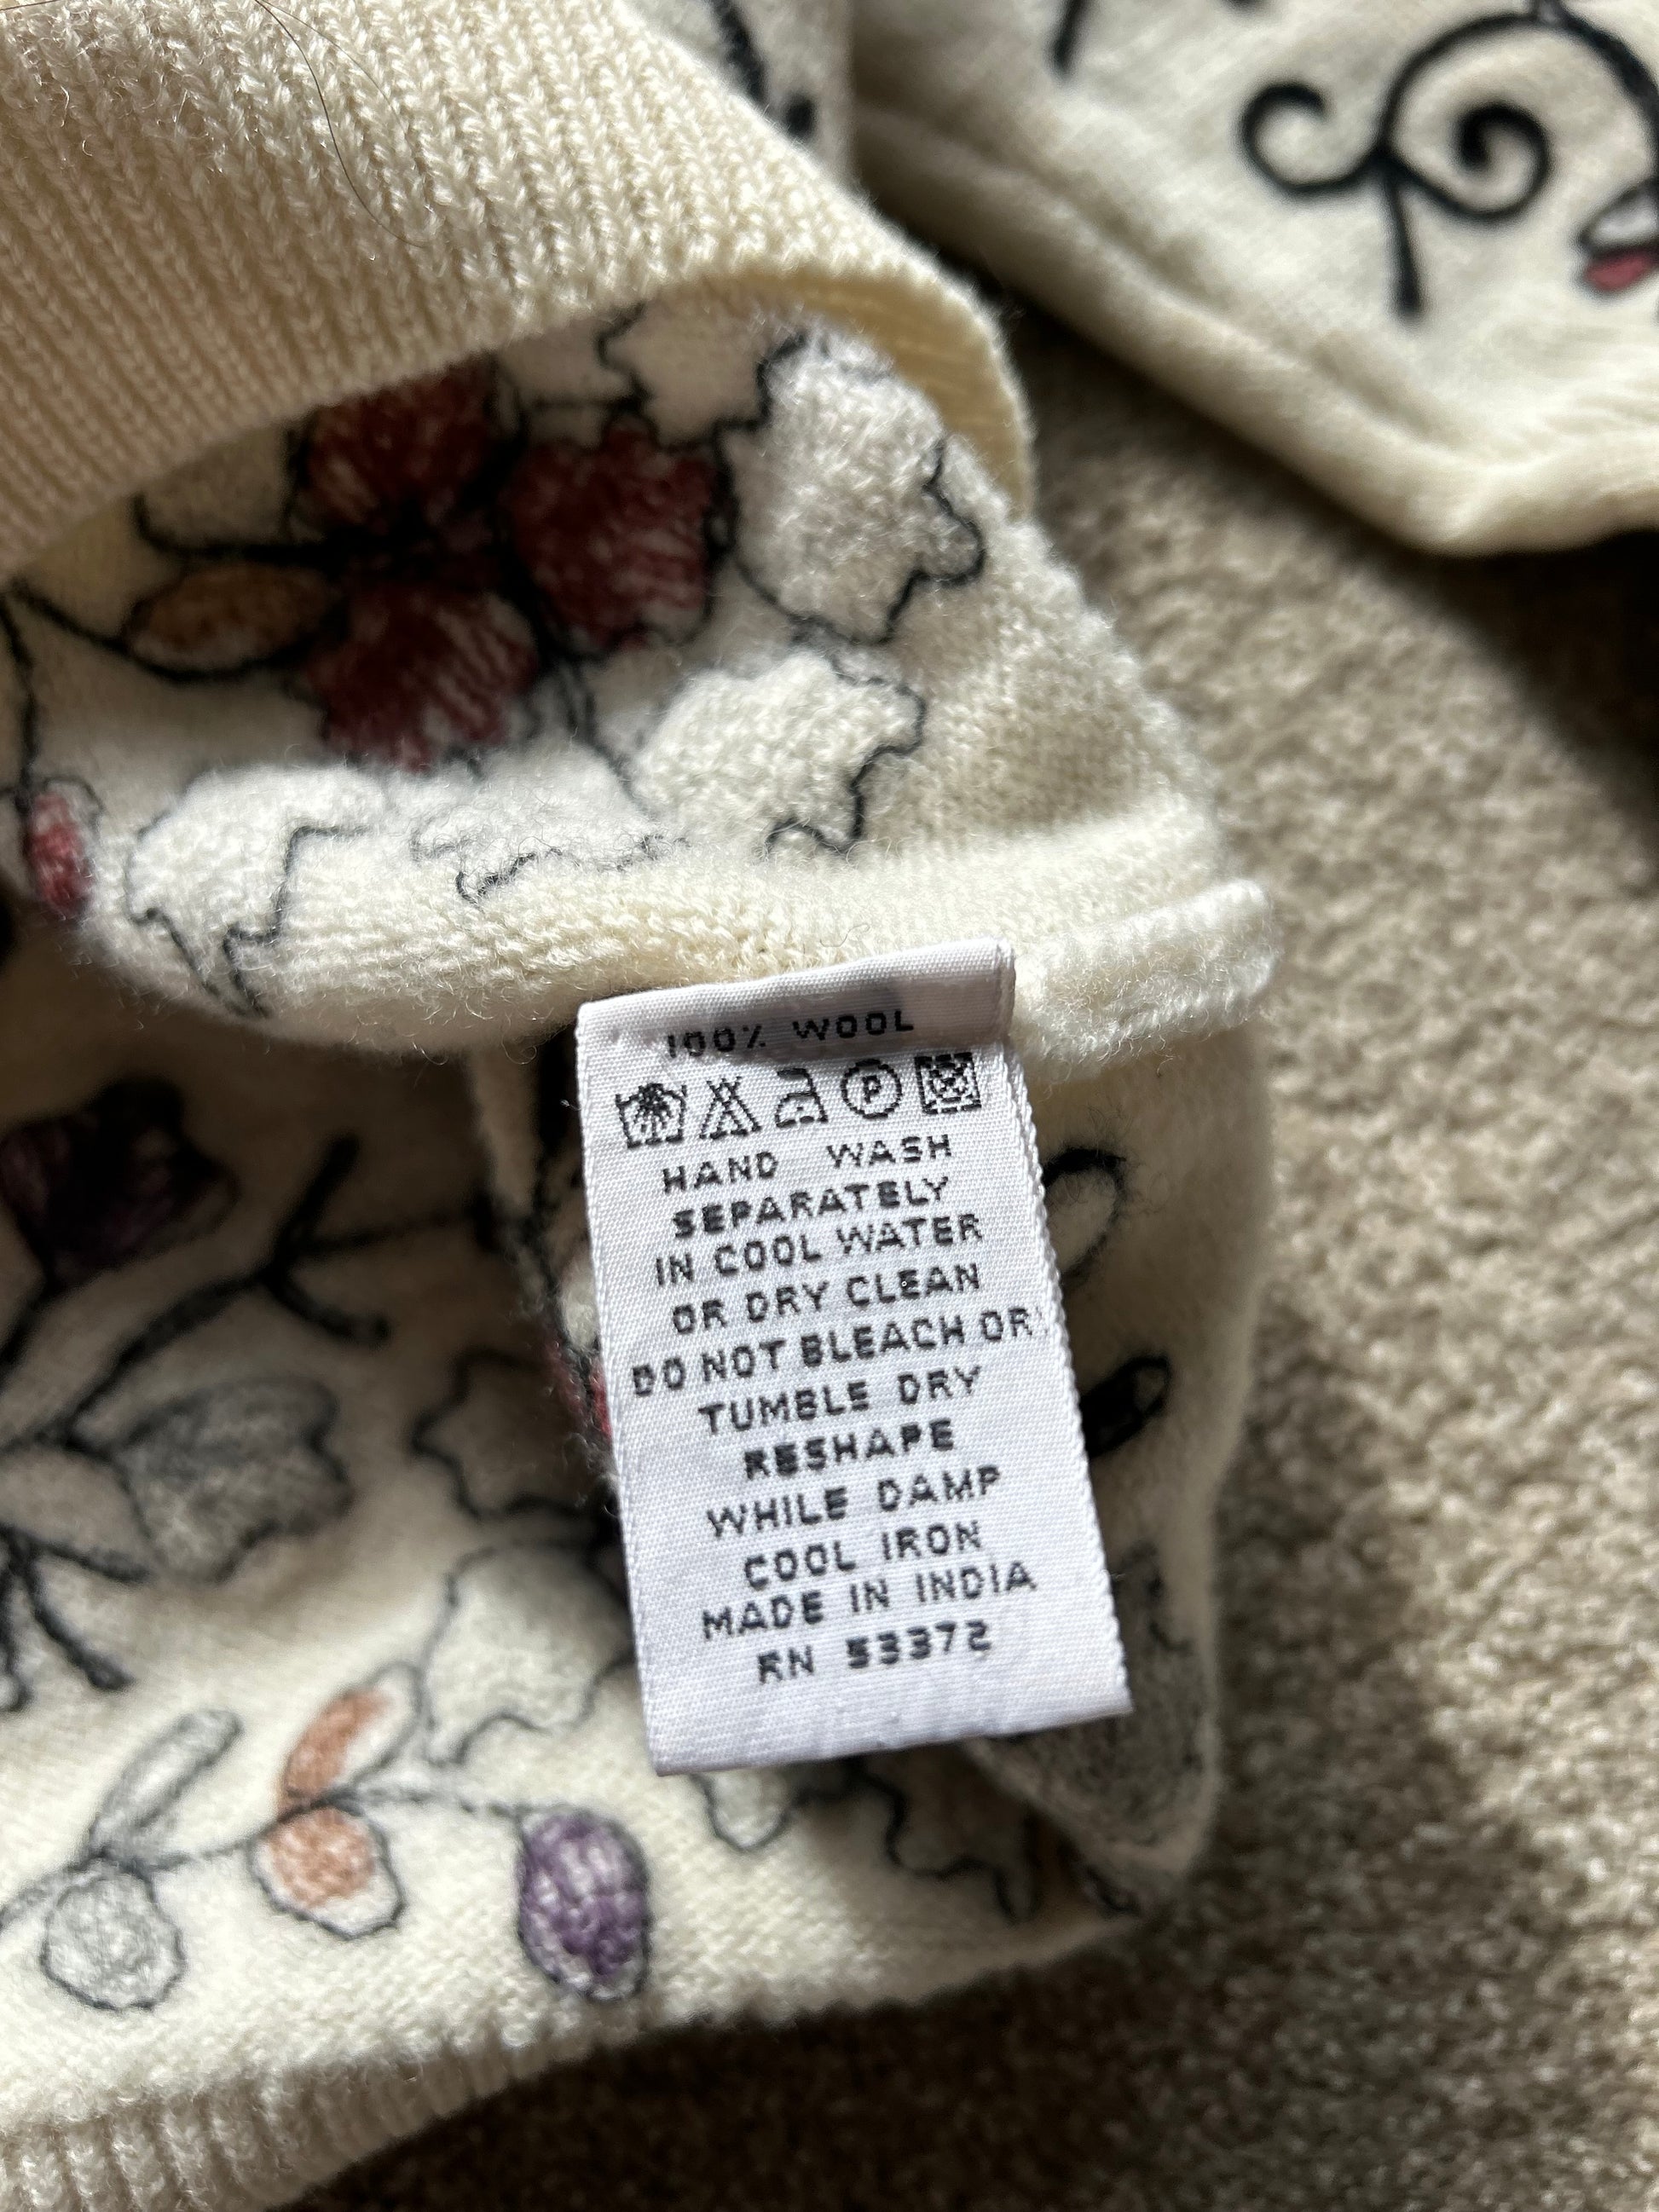 100% WOOL
P
HAND WASH
SEPARATELY
IN COOL WATER
OR DRY CLEAN
DO NOT BLEACH OR
TUMBLE DRY
RESHAPE
WHILE DAMP
COOL IRON
MADE IN INDIA
RN 53372